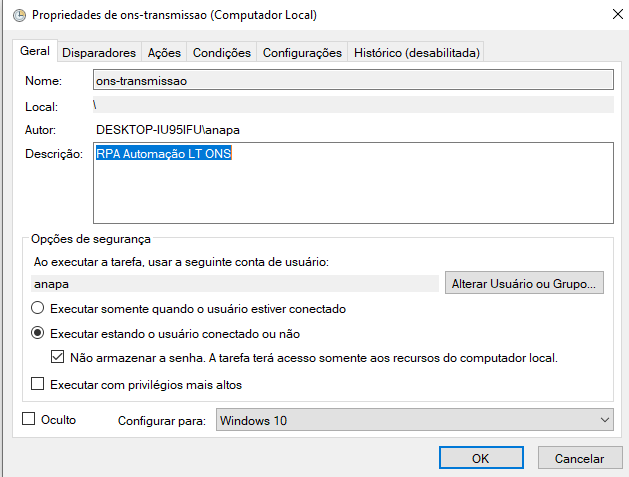 Propriedades de ons-transmissao (Computador Local)
Geral Disparadores Ações Condições Configurações Histórico (desabilitada)
Nome: ons-transmissao
Local: \
Autor: DESKTOP-IU95IFU\anapa
Descrição: RPA Automação LT ONS
Opções de segurança
Ao executar a tarefa, usar a seguinte conta de usuário:
anapa Alterar Usuário ou Grupo...
Executar somente quando o usuário estiver conectado
Executar estando o usuário conectado ou não
Não armazenar a senha. A tarefa terá acesso somente aos recursos do computador local.
Executar com privilégios mais altos
Oculto Configurar para: Windows 10
OK Cancelar